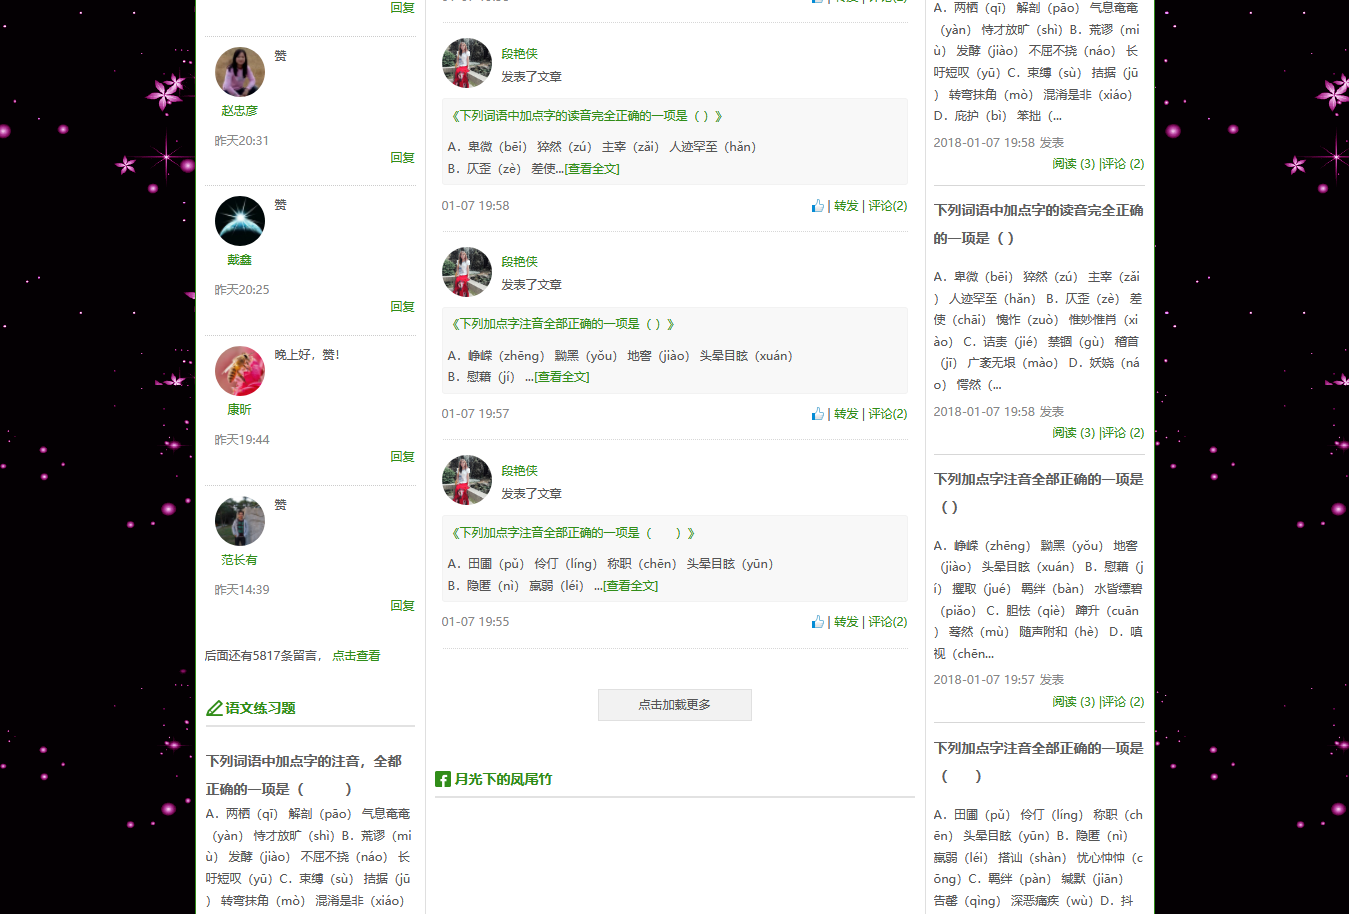 回复
赞
赵忠彦
昨天20:31
回复
赞
戴鑫
昨天20:25
回复
晚上好，赞！
康昕
昨天19:44
回复
赞
范长有
昨天14:39
回复
后面还有5817条留言， 点击查看
语文练习题
下列词语中加点字的注音，全都
正确的一项是（　　　）
A．两栖（qī） 解剖（pāo） 气息奄奄
（yàn） 恃才放旷（shì）B．荒谬（mi
ù） 发酵（jiào） 不屈不挠（náo） 长
吁短叹（yū）C．束缚（sù） 拮据（jū
） 转弯抹角（mò） 混淆是非（xiáo）
段艳侠
发表了文章
《下列词语中加点字的读音完全正确的一项是（ ）》
A．卑微（bēi） 猝然（zú） 主宰（zǎi） 人迹罕至（hǎn）
B．仄歪（zè） 差使...[查看全文]
01-07 19:58
| 转发 | 评论(2)
段艳侠
发表了文章
《下列加点字注音全部正确的一项是（ ）》
A．峥嵘（zhēng） 黝黑（yǒu） 地窖（jiào） 头晕目眩（xuán）
B．慰藉（jí） ...[查看全文]
01-07 19:57
| 转发 | 评论(2)
段艳侠
发表了文章
《下列加点字注音全部正确的一项是（　　）》
A．田圃（pǔ） 伶仃（líng） 称职（chēn） 头晕目眩（yūn）
B．隐匿（nì） 羸弱（léi） ...[查看全文]
01-07 19:55
| 转发 | 评论(2)
点击加载更多
月光下的凤尾竹
A．两栖（qī） 解剖（pāo） 气息奄奄
（yàn） 恃才放旷（shì）B．荒谬（mi
ù） 发酵（jiào） 不屈不挠（náo） 长
吁短叹（yū）C．束缚（sù） 拮据（jū
） 转弯抹角（mò） 混淆是非（xiáo）
D．庇护（bì） 笨拙（...
2018-01-07 19:58 发表
阅读 (3) |评论 (2)
下列词语中加点字的读音完全正确
的一项是（ ）
A．卑微（bēi） 猝然（zú） 主宰（zǎi
） 人迹罕至（hǎn） B．仄歪（zè） 差
使（chāi） 愧怍（zuò） 惟妙惟肖（xi
ào） C．诘责（jié） 禁锢（gù） 稽首
（jī） 广袤无垠（mào） D．妖娆（ná
o） 愕然（...
2018-01-07 19:58 发表
阅读 (3) |评论 (2)
下列加点字注音全部正确的一项是
（ ）
A．峥嵘（zhēng） 黝黑（yǒu） 地窖
（jiào） 头晕目眩（xuán） B．慰藉（j
í） 攫取（jué） 羁绊（bàn） 水皆缥碧
（piǎo） C．胆怯（qiè） 蹿升（cuān
） 蓦然（mù） 随声附和（hè） D．嗔
视（chēn...
2018-01-07 19:57 发表
阅读 (3) |评论 (2)
下列加点字注音全部正确的一项是
（　　）
A．田圃（pǔ） 伶仃（líng） 称职（ch
ēn） 头晕目眩（yūn）B．隐匿（nì）
羸弱（léi） 搭讪（shàn） 忧心忡忡（c
ōng）C．羁绊（pàn） 缄默（jiān）
告罄（qìng） 深恶痛疾（wù）D．抖